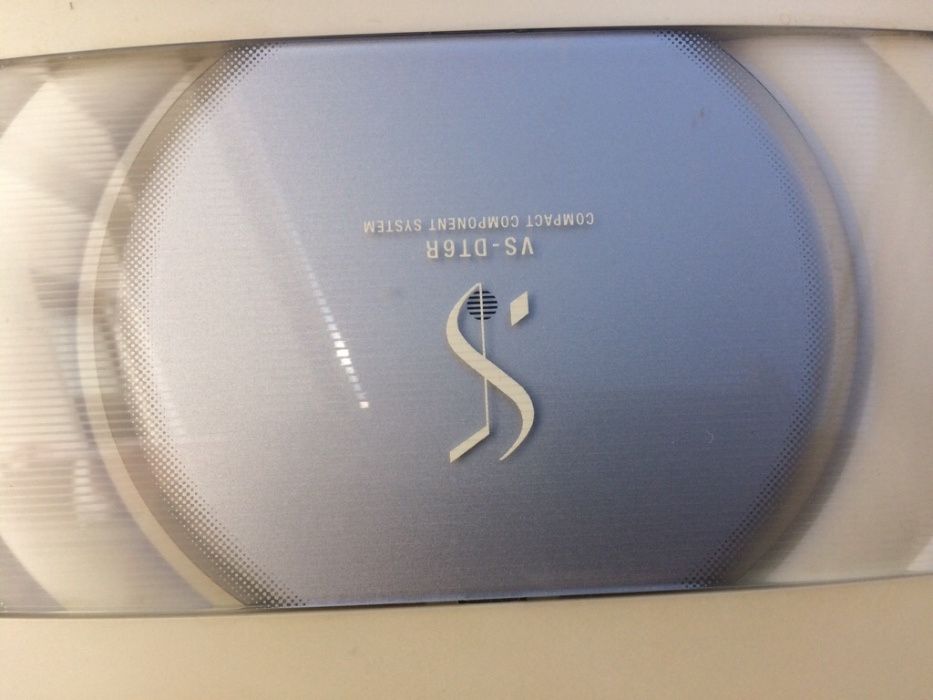 VS-DT6R
COMPACT COMPONENT SYSTEM